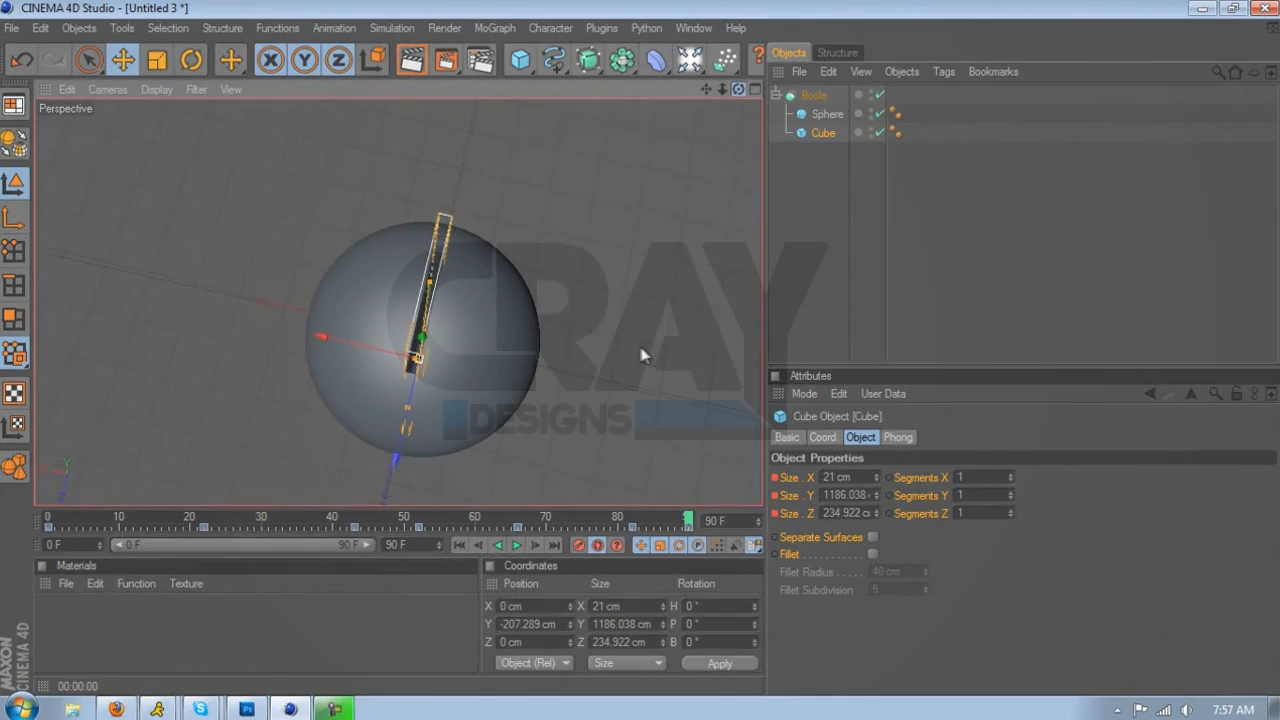 CINEMA 4D Studio - [Untitled 3 *]
File Edit Objects Tools Selection Structure Functions Animation Simulation Render MoGraph Character Plugins Python Window Help
X Y Z ?
Objects Structure
File Edit View Objects Tags Bookmarks
Edit Cameras Display Filter View
Perspective
Boole
Sphere
Cube
CRAY
DESIGNS
Attributes
Mode Edit User Data
Cube Object [Cube]
Basic Coord. Object Phong
Object Properties
Size . X 21 cm Segments X 1
Size . Y 1186.038 Segments Y 1
Size . Z 234.922 c Segments Z 1
Separate Surfaces
Fillet . . . . . . . . . . .
Fillet Radius . . . . . 40 cm
Fillet Subdivision 5
0 10 20 30 40 50 60 70 80 90 F
0 F 0 F 90 F 90 F
Materials
File Edit Function Texture
Coordinates
Position Size Rotation
X 0 cm X 21 cm H 0 °
Y -207.289 cm Y 1186.038 cm P 0 °
Z 0 cm Z 234.922 cm B 0 °
Object (Rel) Size Apply
MAXON
CINEMA 4D
00:00:00
7:57 AM